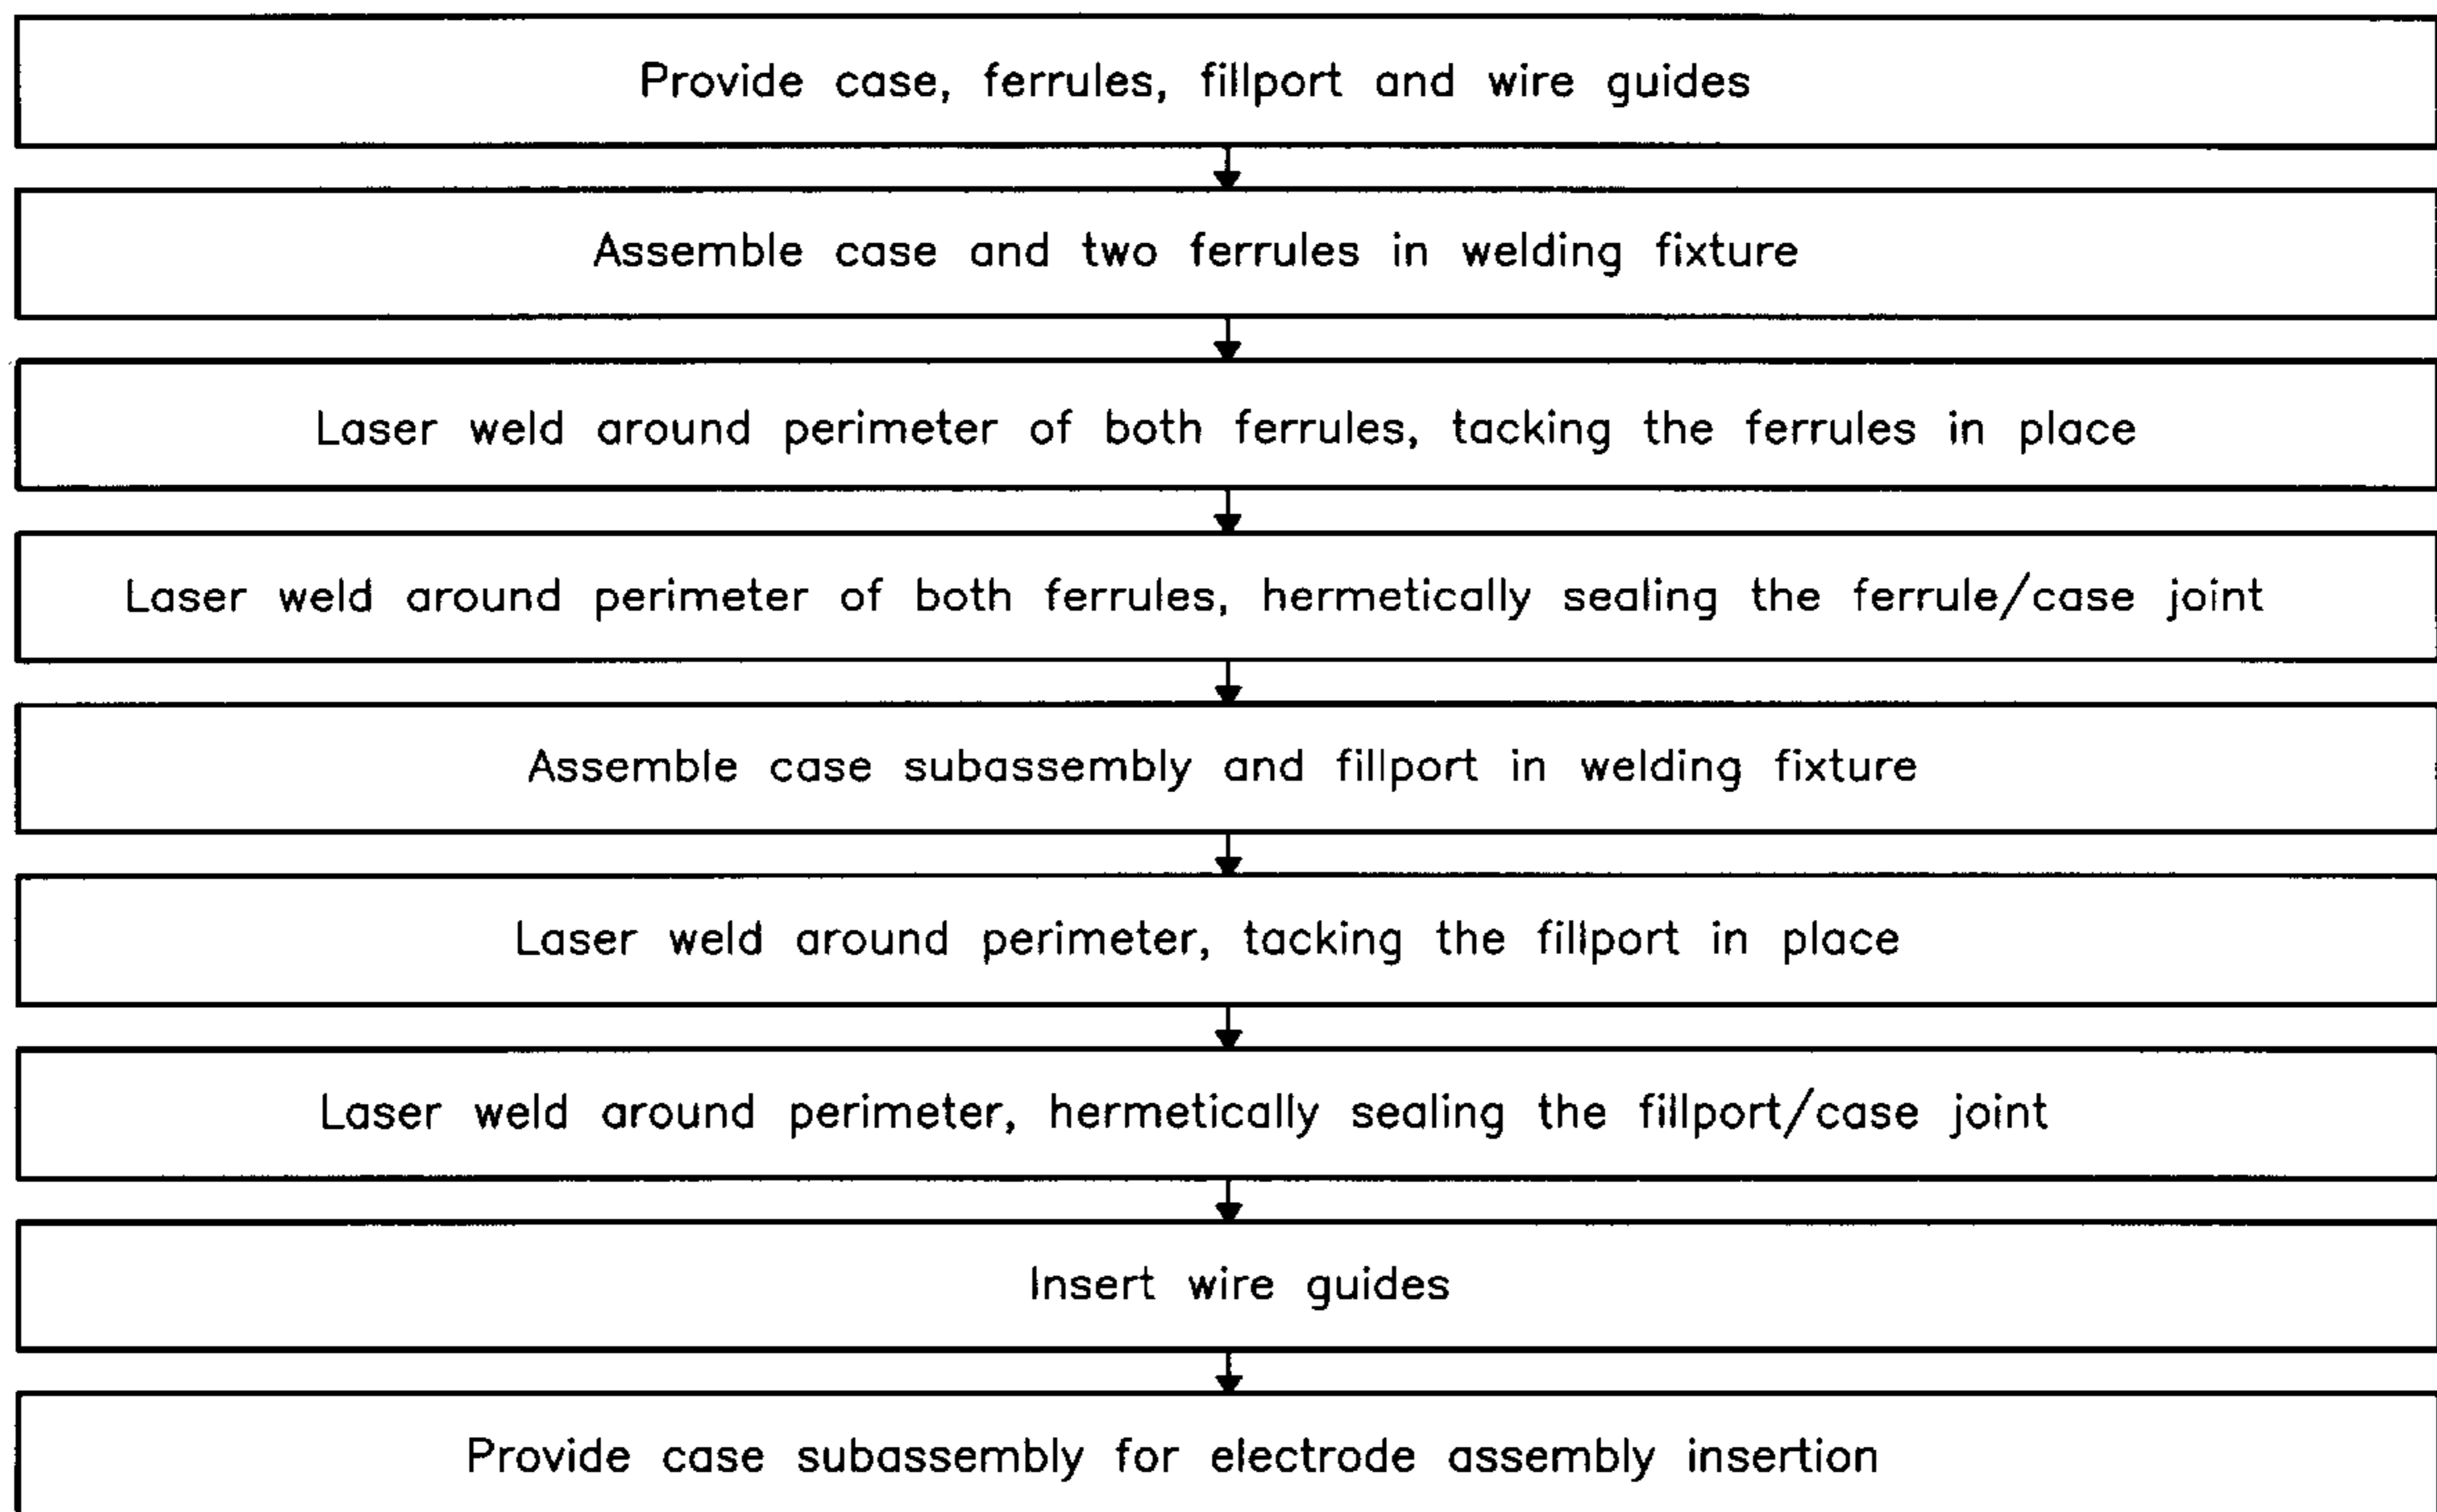 Provide case, ferrules, fillport and wire guides
Assemble case and two ferrules in welding fixture
Laser weld around perimeter of both ferrules, tacking the ferrules in place
Laser weld around perimeter of both ferrules, hermetically sealing the ferrule/case joint
Assemble case subassembly and fillport in welding fixture
Laser weld around perimeter, tacking the fillport in place
Laser weld around perimeter, hermetically sealing the fillport/case joint
Insert wire guides
Provide case subassembly for electrode assembly insertion